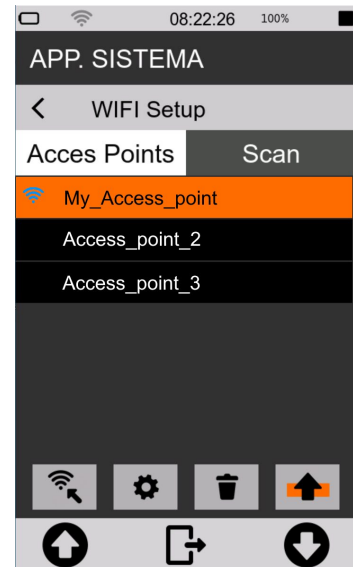 08:22:26 100%
APP. SISTEMA
WIFI Setup
Acces Points Scan
My_Access_point
Access_point_2
Access_point_3